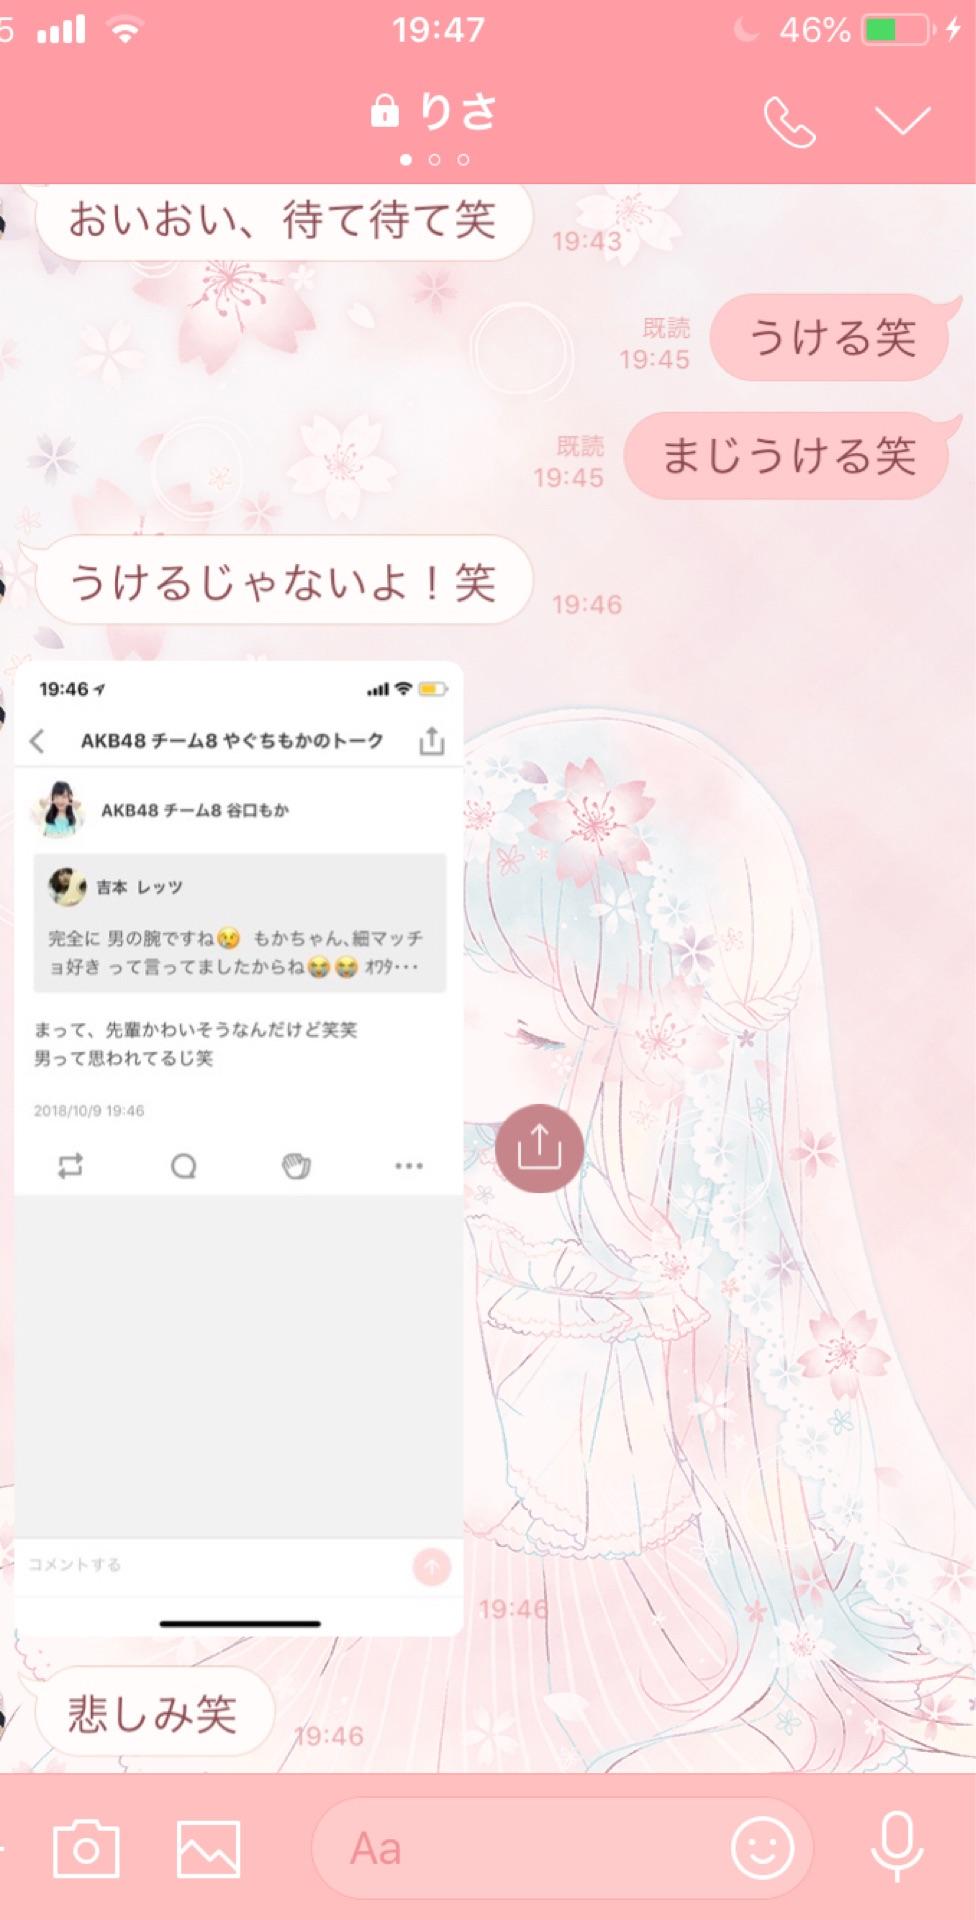 19:47
46%
りさ
おいおい、待て待て笑
19:43
うける笑
既読
19:45
まじうける笑
既読
19:45
うけるじゃないよ！笑
19:46
19:46
AKB48 チーム8 やぐちもかのトーク
AKB48 チーム8 谷口もか
吉本 レッツ
完全に 男の腕ですね😢 もかちゃん､細マッチ
ョ好き って言ってましたからね😭😭 ｵﾜﾀ･･･
まって、先輩かわいそうなんだけど笑笑
男って思われてるじ笑
2018/10/9 19:46
コメントする
19:46
悲しみ笑
19:46
Aa